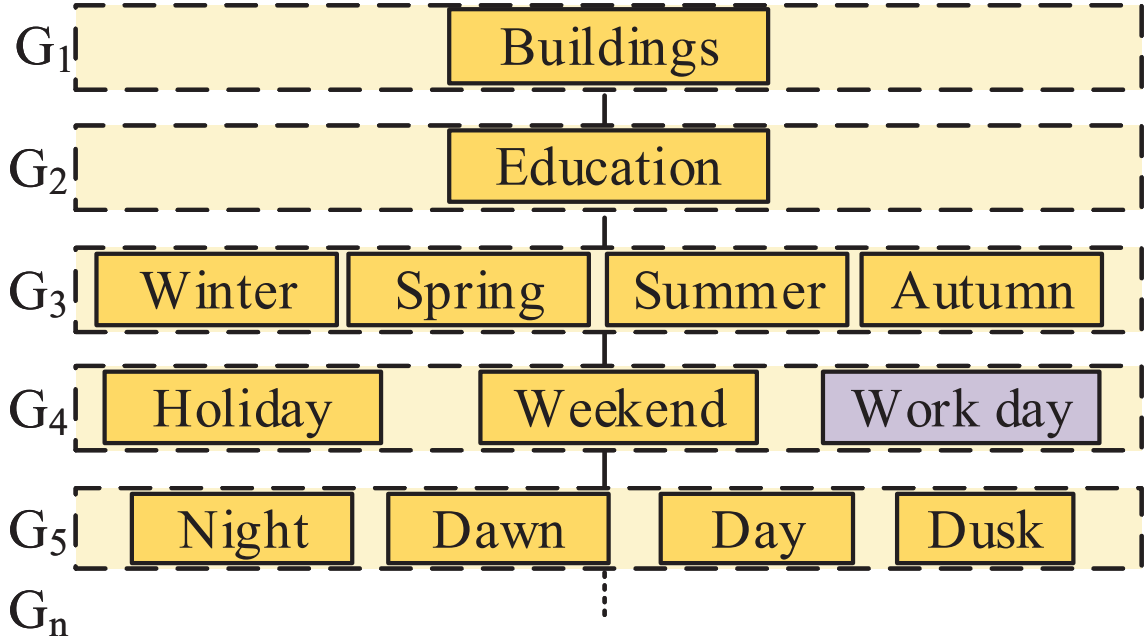 G1 Buildings
G2 Education
G3 Winter Spring Summer Autumn
G4 Holiday Weekend Work day
G5 Night Dawn Day Dusk
Gn